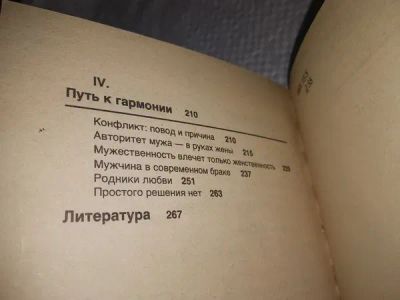 IV.
Путь к гармонии 210
Конфликт: повод и причина 210
Авторитет мужа — в руках жены 215
Мужественность влечет только женственность
Мужчина в современном браке 237
Родники любви 251
Простого решения нет 263
Литература 267